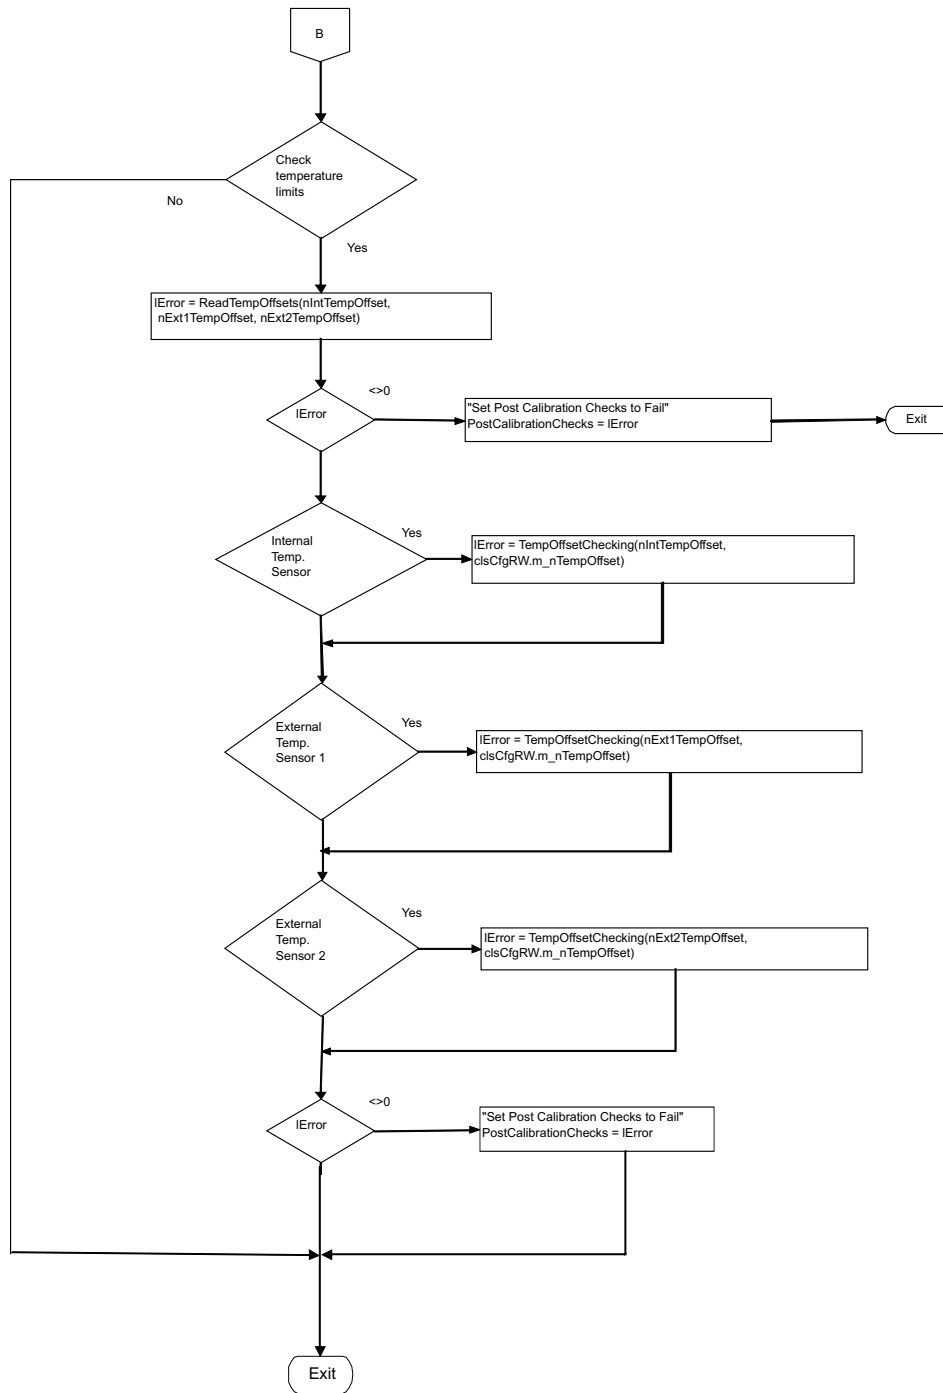 B
Check
temperature
limits
No
Yes
lError = ReadTempOffsets(nIntTempOffset,
nExt1TempOffset, nExt2TempOffset)
<>0
lError
"Set Post Calibration Checks to Fail"
PostCalibrationChecks = lError
Exit
Internal
Temp.
Sensor
Yes
lError = TempOffsetChecking(nIntTempOffset,
clsCfgRW.m_nTempOffset)
External
Temp.
Sensor 1
Yes
lError = TempOffsetChecking(nExt1TempOffset,
clsCfgRW.m_nTempOffset)
External
Temp.
Sensor 2
Yes
lError = TempOffsetChecking(nExt2TempOffset,
clsCfgRW.m_nTempOffset)
<>0
lError
"Set Post Calibration Checks to Fail"
PostCalibrationChecks = lError
Exit